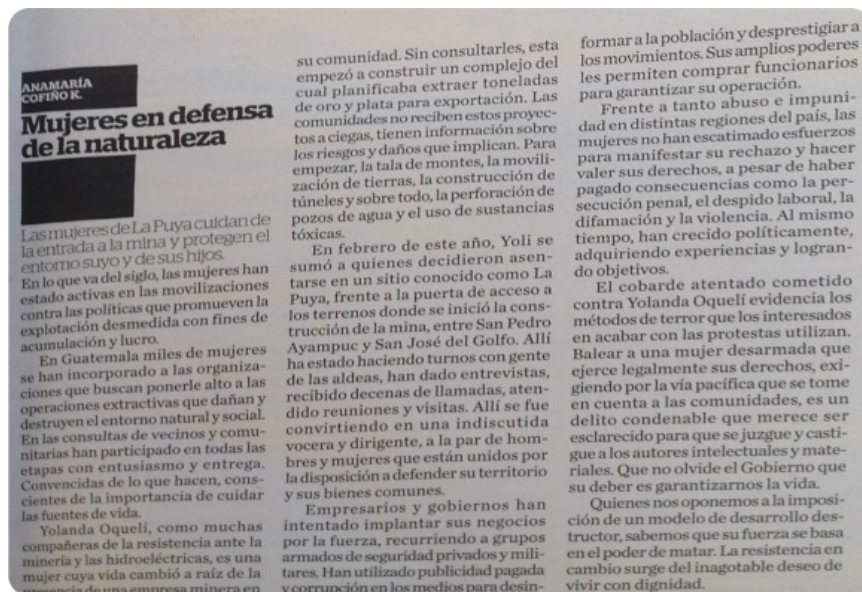 ANAMARÍA
COFIÑO K.
Mujeres en defensa
de la naturaleza
Las mujeres de La Puya cuidan de
la entrada a la mina y protegen el
entorno suyo y de sus hijos.
En lo que va del siglo, las mujeres han
estado activas en las movilizaciones
contra las políticas que promueven la
explotación desmedida con fines de
acumulación y lucro.
En Guatemala miles de mujeres
se han incorporado a las organiza-
ciones que buscan ponerle alto a las
operaciones extractivas que dañan y
destruyen el entorno natural y social.
En las consultas de vecinos y comu-
nitarias han participado en todas las
etapas con entusiasmo y entrega.
Convencidas de lo que hacen, cons-
cientes de la importancia de cuidar
las fuentes de vida.
Yolanda Oquelí, como muchas
compañeras de la resistencia ante la
minería y las hidroeléctricas, es una
mujer cuya vida cambió a raíz de la
presencia de una empresa minera en
su comunidad. Sin consultarles, esta
empezó a construir un complejo del
cual planificaba extraer toneladas
de oro y plata para exportación. Las
comunidades no reciben estos proyec-
tos a ciegas, tienen información sobre
los riesgos y daños que implican. Para
empezar, la tala de montes, la movili-
zación de tierras, la construcción de
túneles y sobre todo, la perforación de
pozos de agua y el uso de sustancias
tóxicas.
En febrero de este año, Yoli se
sumó a quienes decidieron asen-
tarse en un sitio conocido como La
Puya, frente a la puerta de acceso a
los terrenos donde se inició la cons-
trucción de la mina, entre San Pedro
Ayampuc y San José del Golfo. Allí
ha estado haciendo turnos con gente
de las aldeas, han dado entrevistas,
recibido decenas de llamadas, aten-
dido reuniones y visitas. Allí se fue
convirtiendo en una indiscutida
vocera y dirigente, a la par de hom-
bres y mujeres que están unidos por
la disposición a defender su territorio
y sus bienes comunes.
Empresarios y gobiernos han
intentado implantar sus negocios
por la fuerza, recurriendo a grupos
armados de seguridad privados y mili-
tares. Han utilizado publicidad pagada
y corrupción en los medios para desin-
formar a la población y desprestigiar a
los movimientos. Sus amplios poderes
les permiten comprar funcionarios
para garantizar su operación.
Frente a tanto abuso e impuni-
dad en distintas regiones del país, las
mujeres no han escatimado esfuerzos
para manifestar su rechazo y hacer
valer sus derechos, a pesar de haber
pagado consecuencias como la per-
secución penal, el despido laboral, la
difamación y la violencia. Al mismo
tiempo, han crecido políticamente,
adquiriendo experiencias y logran-
do objetivos.
El cobarde atentado cometido
contra Yolanda Oquelí evidencia los
métodos de terror que los interesados
en acabar con las protestas utilizan.
Balear a una mujer desarmada que
ejerce legalmente sus derechos, exi-
giendo por la vía pacífica que se tome
en cuenta a las comunidades, es un
delito condenable que merece ser
esclarecido para que se juzgue y casti-
gue a los autores intelectuales y mate-
riales. Que no olvide el Gobierno que
su deber es garantizarnos la vida.
Quienes nos oponemos a la imposi-
ción de un modelo de desarrollo des-
tructor, sabemos que su fuerza se basa
en el poder de matar. La resistencia en
cambio surge del inagotable deseo de
vivir con dignidad.